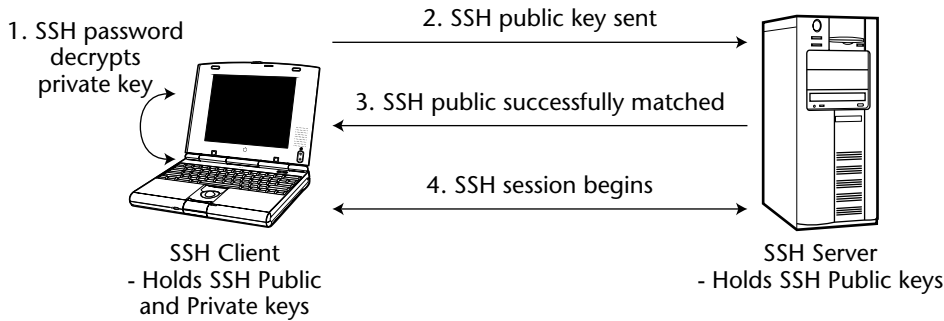 1. SSH password
decrypts
private key
2. SSH public key sent
3. SSH public successfully matched
4. SSH session begins
SSH Client
- Holds SSH Public
and Private keys
SSH Server
- Holds SSH Public keys